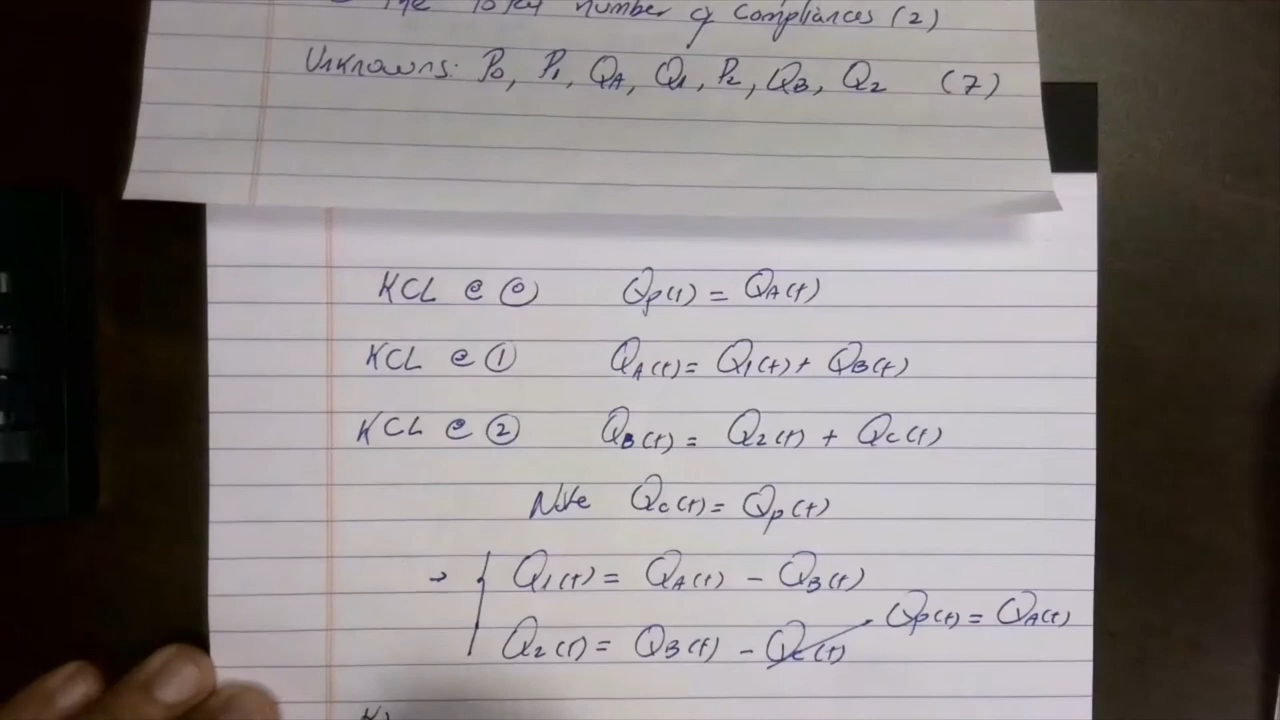 The Total number of Compliances (2)
Unknowns: P0, P1, QA, Q1, P2, QB, Q2 (7)
KCL @ ⓪ Qp(t) = QA(t)
KCL @ ① QA(t) = Q1(t) + QB(t)
KCL @ ② QB(t) = Q2(t) + Qc(t)
Note Qc(t) = Qp(t)
→ { Q1(t) = QA(t) - QB(t)
Q2(t) = QB(t) - Qc(t) Qp(t) = QA(t)